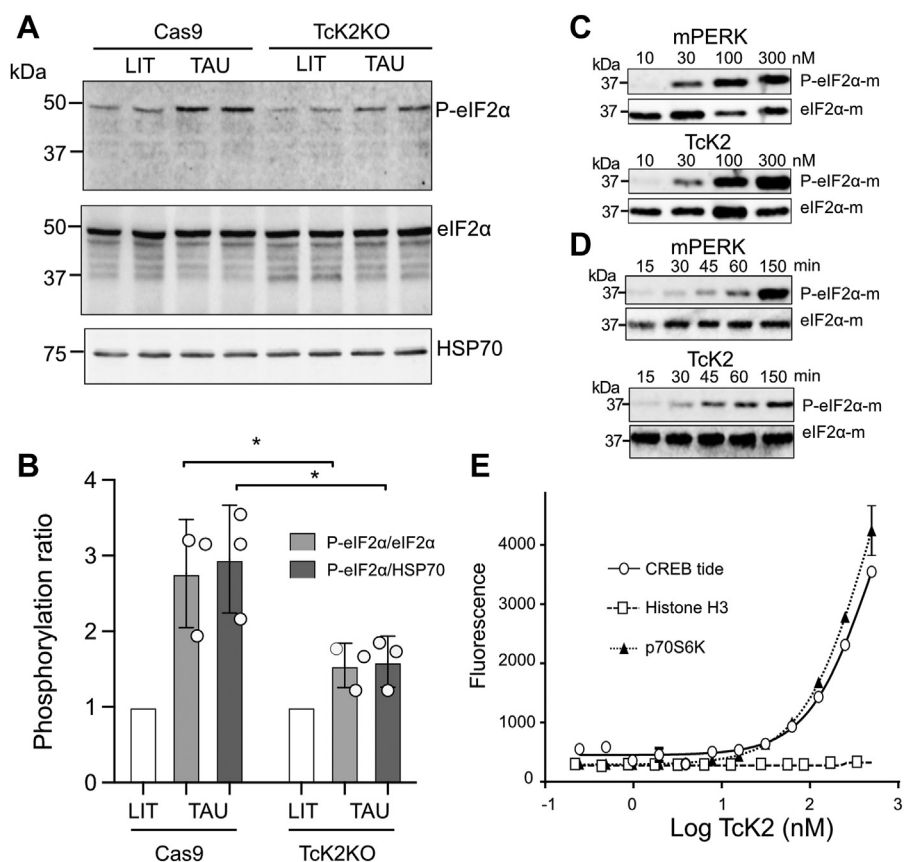 A
Cas9 TcK2KO
kDa LIT TAU LIT TAU
50 P-eIF2α
37
50 eIF2α
37
75 HSP70
B
* 
*
Phosphorylation ratio
4
3
2
1
0
P-eIF2α/eIF2α
P-eIF2α/HSP70
LIT TAU LIT TAU
Cas9 TcK2KO
C
mPERK
kDa 10 30 100 300 nM
37 P-eIF2α-m
37 eIF2α-m
TcK2
kDa 10 30 100 300 nM
37 P-eIF2α-m
37 eIF2α-m
D
mPERK
kDa 15 30 45 60 150 min
37 P-eIF2α-m
37 eIF2α-m
TcK2
kDa 15 30 45 60 150 min
37 P-eIF2α-m
37 eIF2α-m
E
Fluorescence
4000
3000
2000
1000
0
CREB tide
Histone H3
p70S6K
-1 0 1 2 3
Log TcK2 (nM)